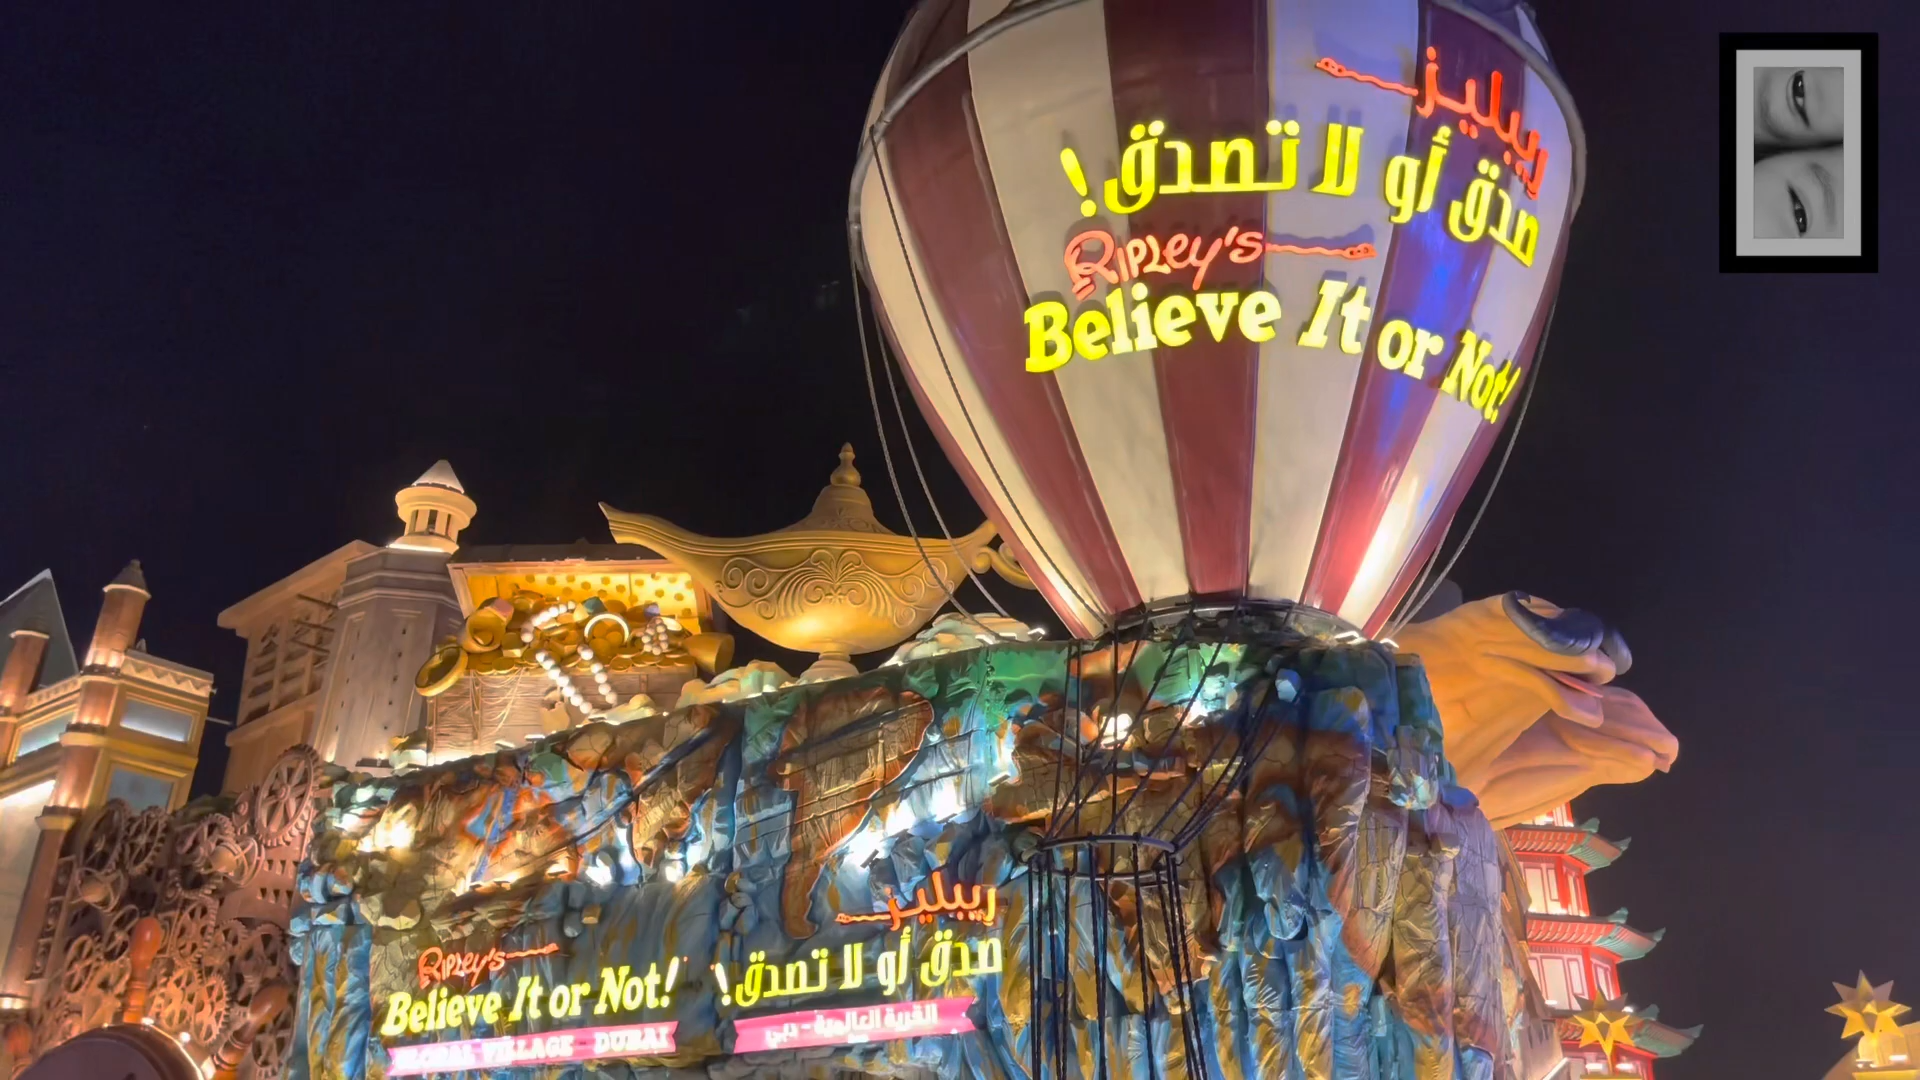 ريبليز
صدق أو لا تصدق!
RIPLEY'S
Believe It or Not!
RIPLEY'S
Believe It or Not!
GLOBAL VILLAGE - DUBAI
ريبليز
صدق أو لا تصدق!
القرية العالمية - دبي